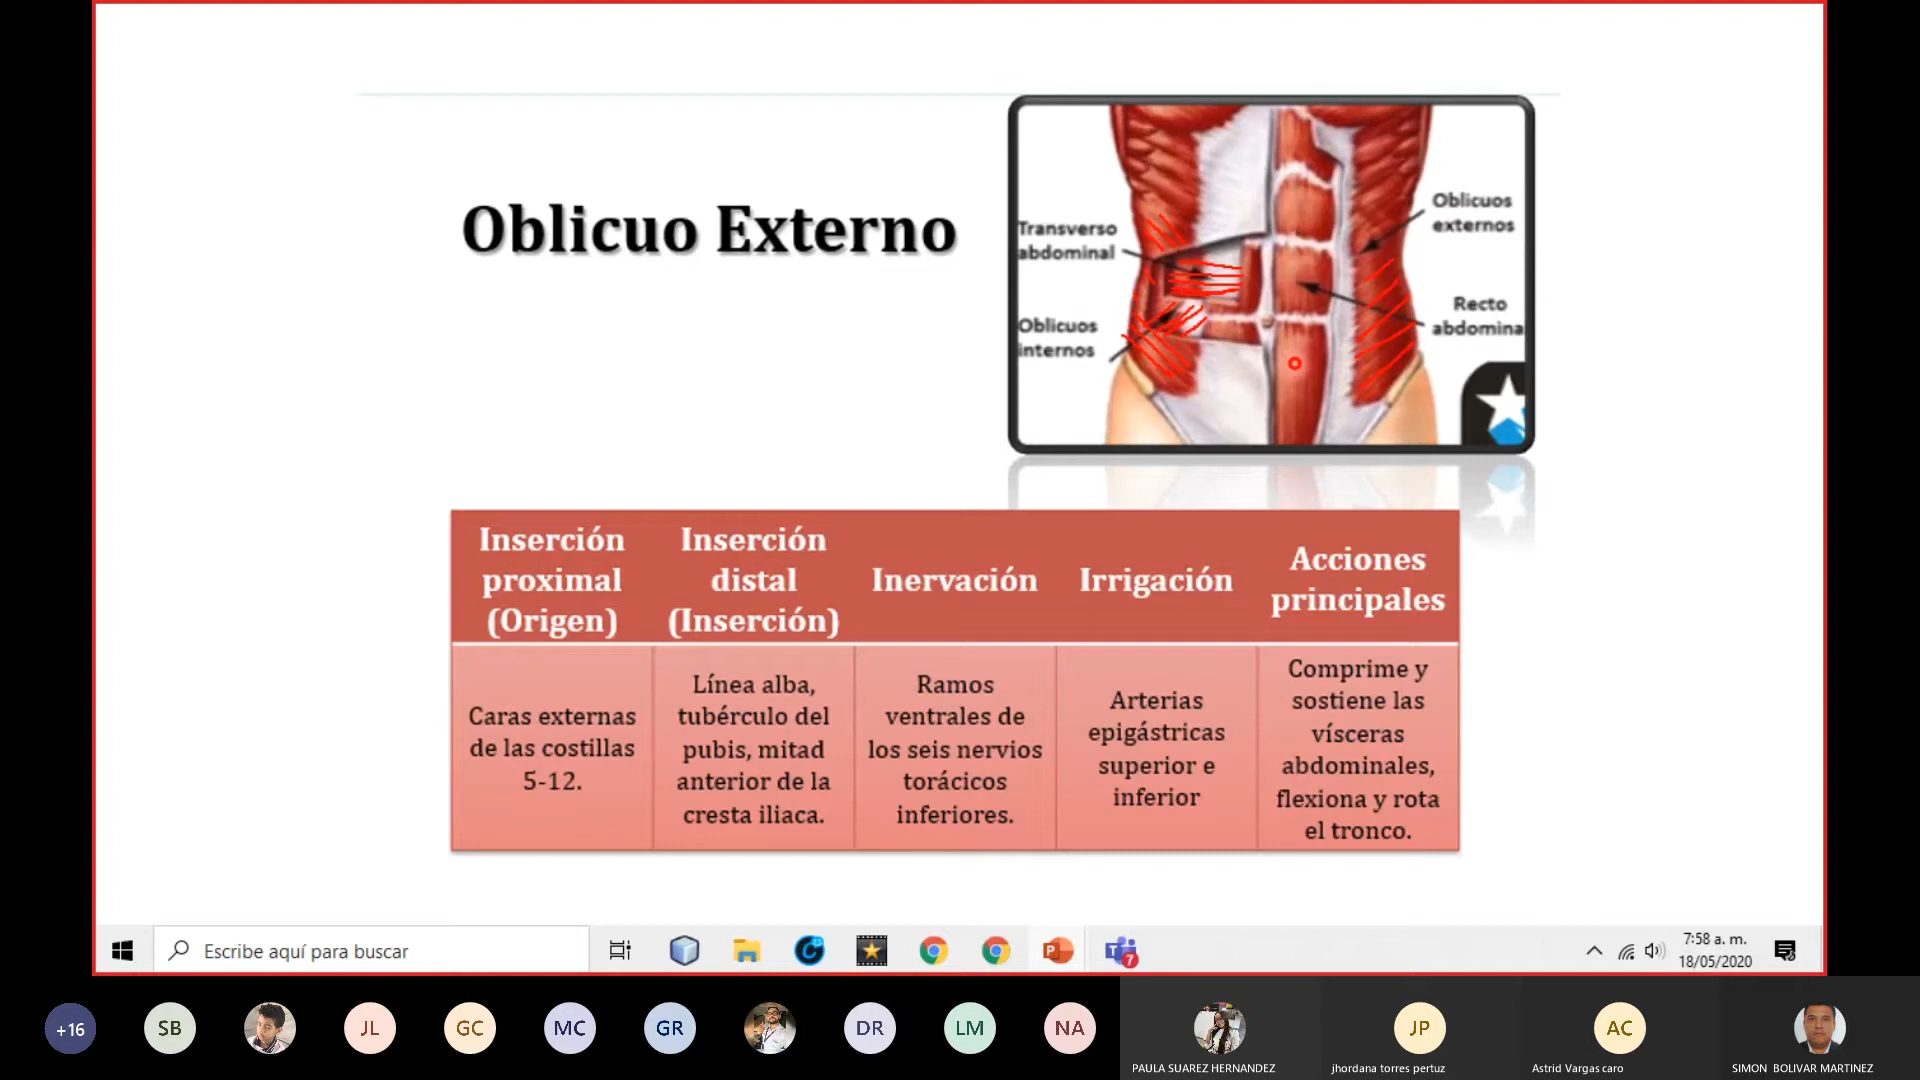 Oblicuo Externo
Transverso
abdominal
Oblicuos
internos
Oblicuos
externos
Recto
abdomina
Inserción
proximal
(Origen)
Inserción
distal
(Inserción)
Inervación
Irrigación
Acciones
principales
Caras externas
de las costillas
5-12.
Línea alba,
tubérculo del
pubis, mitad
anterior de la
cresta iliaca.
Ramos
ventrales de
los seis nervios
torácicos
inferiores.
Arterias
epigástricas
superior e
inferior
Comprime y
sostiene las
vísceras
abdominales,
flexiona y rota
el tronco.
Escribe aquí para buscar
7
7:58 a. m.
18/05/2020
+16
SB
JL
GC
MC
GR
DR
LM
NA
PAULA SUAREZ HERNANDEZ
JP
jhordana torres pertuz
AC
Astrid Vargas caro
SIMON BOLIVAR MARTINEZ